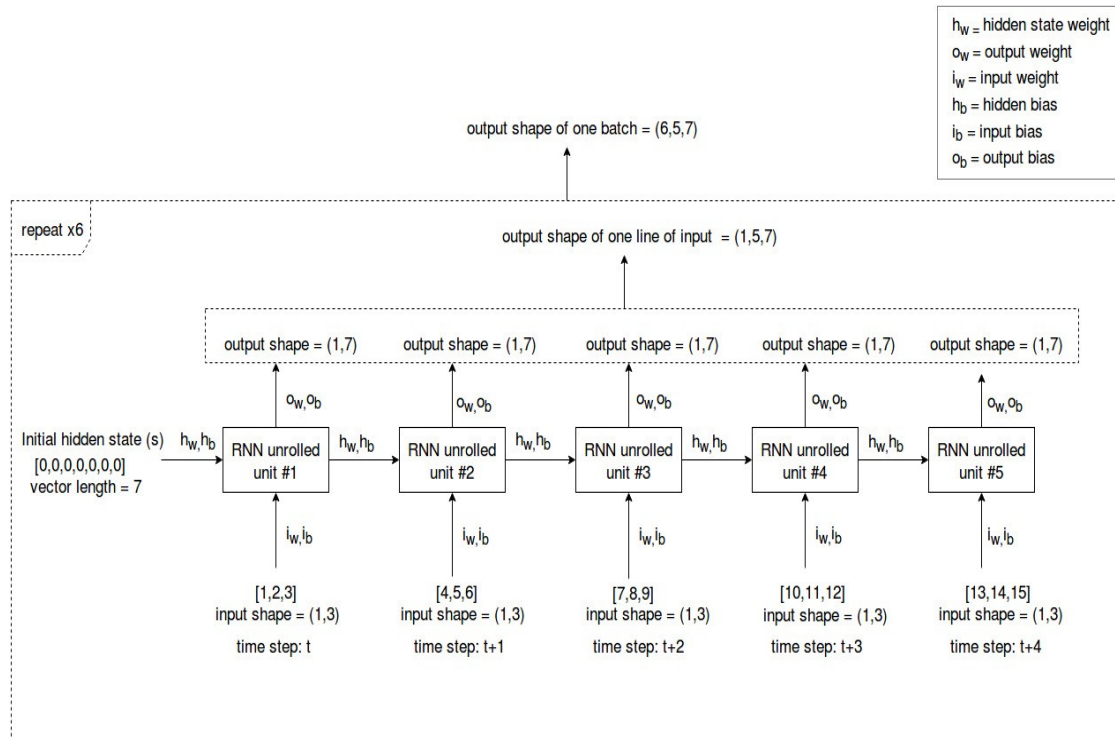 h_w = hidden state weight
o_w = output weight
i_w = input weight
h_b = hidden bias
i_b = input bias
o_b = output bias
output shape of one batch = (6,5,7)
repeat x6
output shape of one line of input = (1,5,7)
output shape = (1,7)
output shape = (1,7)
output shape = (1,7)
output shape = (1,7)
output shape = (1,7)
o_w,o_b
o_w,o_b
o_w,o_b
o_w,o_b
o_w,o_b
Initial hidden state (s)
[0,0,0,0,0,0,0]
vector length = 7
h_w,h_b
RNN unrolled
unit #1
h_w,h_b
RNN unrolled
unit #2
h_w,h_b
RNN unrolled
unit #3
h_w,h_b
RNN unrolled
unit #4
h_w,h_b
RNN unrolled
unit #5
i_w,i_b
i_w,i_b
i_w,i_b
i_w,i_b
i_w,i_b
[1,2,3]
input shape = (1,3)
time step: t
[4,5,6]
input shape = (1,3)
time step: t+1
[7,8,9]
input shape = (1,3)
time step: t+2
[10,11,12]
input shape = (1,3)
time step: t+3
[13,14,15]
input shape = (1,3)
time step: t+4